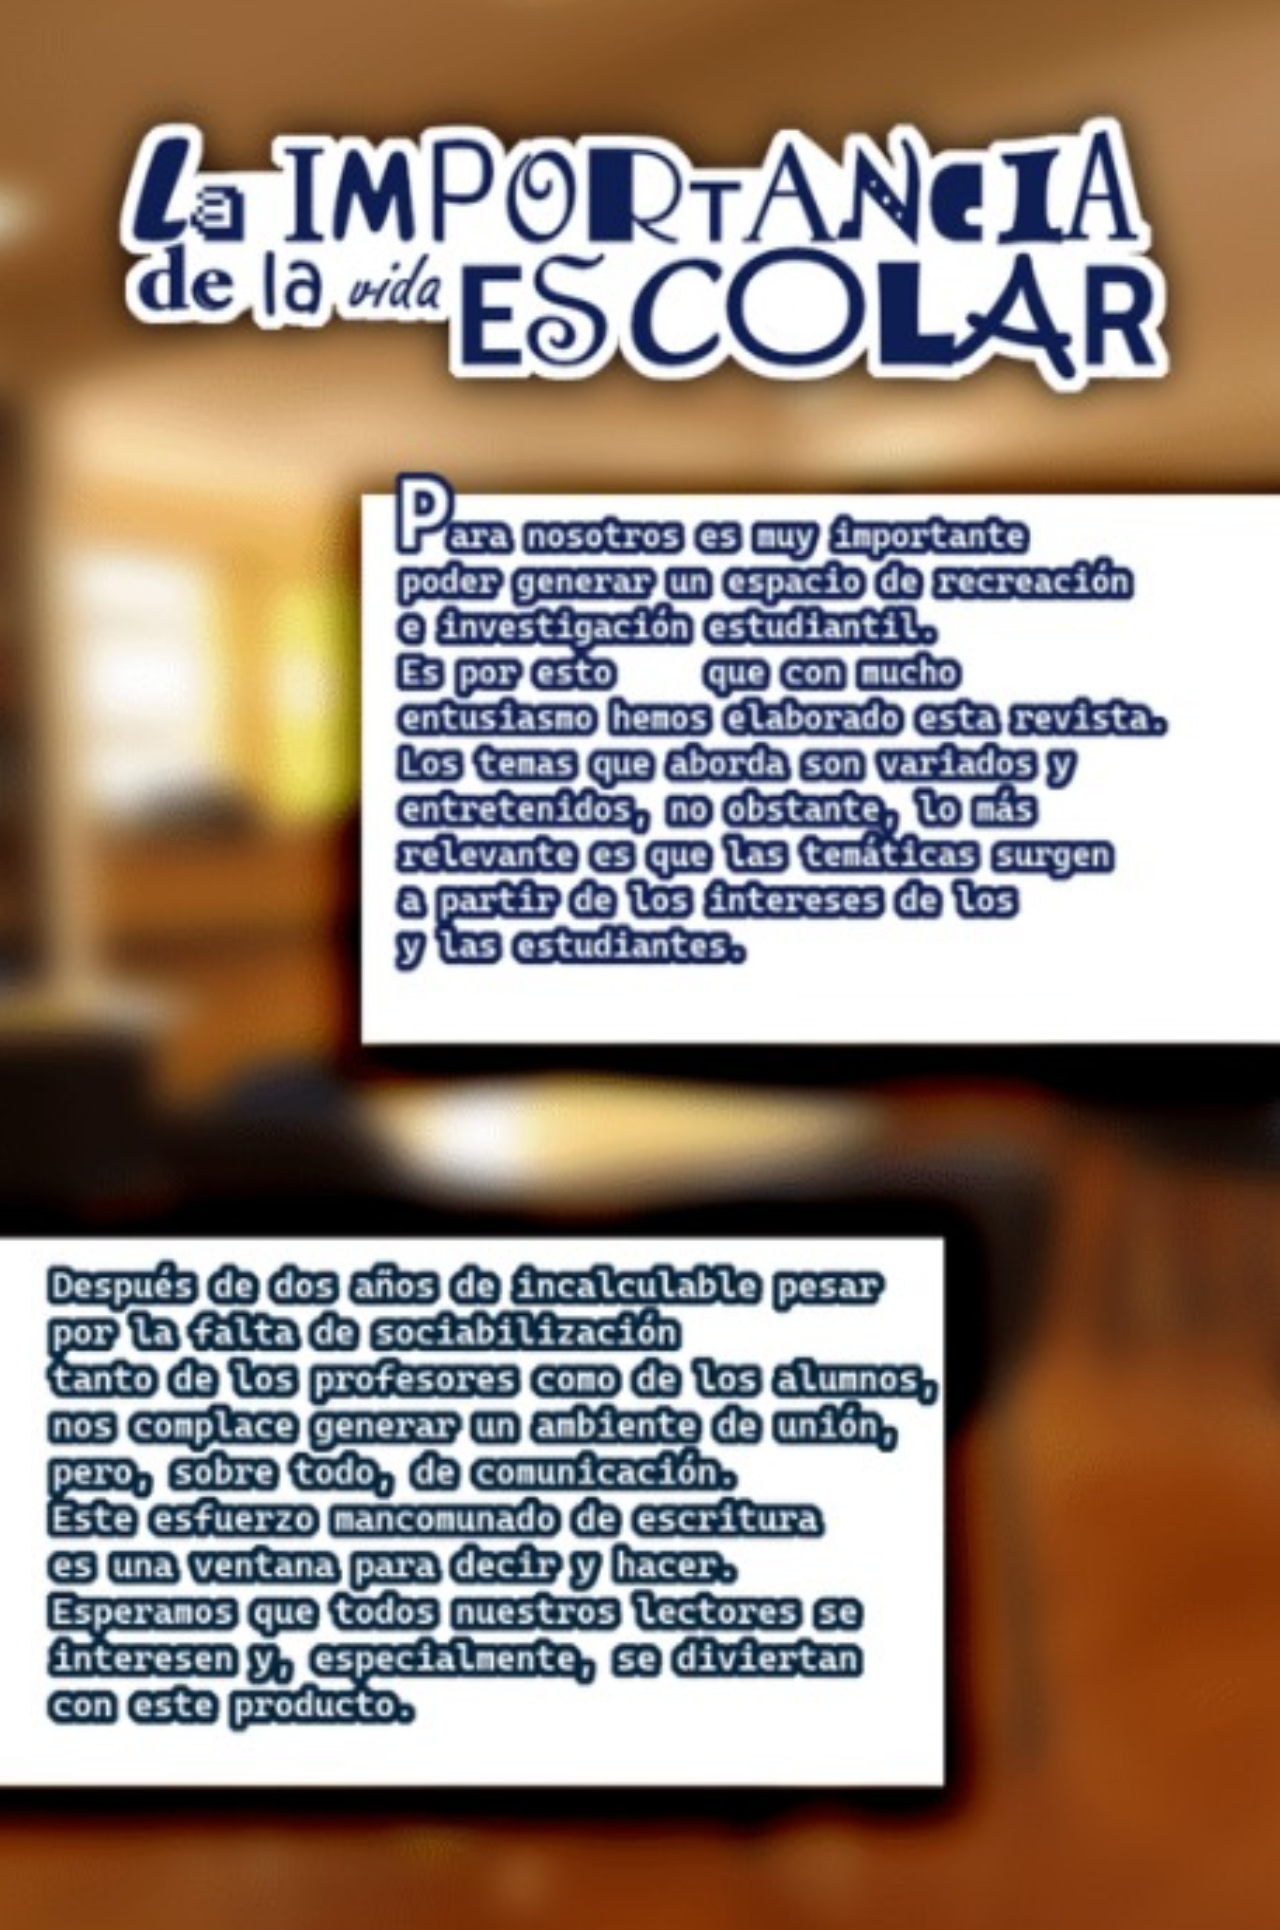 La IMPORTANCIA
de la vida ESCOLAR
Para nosotros es muy importante
poder generar un espacio de recreación
e investigación estudiantil.
Es por esto que con mucho
entusiasmo hemos elaborado esta revista.
Los temas que aborda son variados y
entretenidos, no obstante, lo más
relevante es que las temáticas surgen
a partir de los intereses de los
y las estudiantes.
Después de dos años de incalculable pesar
por la falta de sociabilización
tanto de los profesores como de los alumnos,
nos complace generar un ambiente de unión,
pero, sobre todo, de comunicación.
Este esfuerzo mancomunado de escritura
es una ventana para decir y hacer.
Esperamos que todos nuestros lectores se
interesen y, especialmente, se diviertan
con este producto.